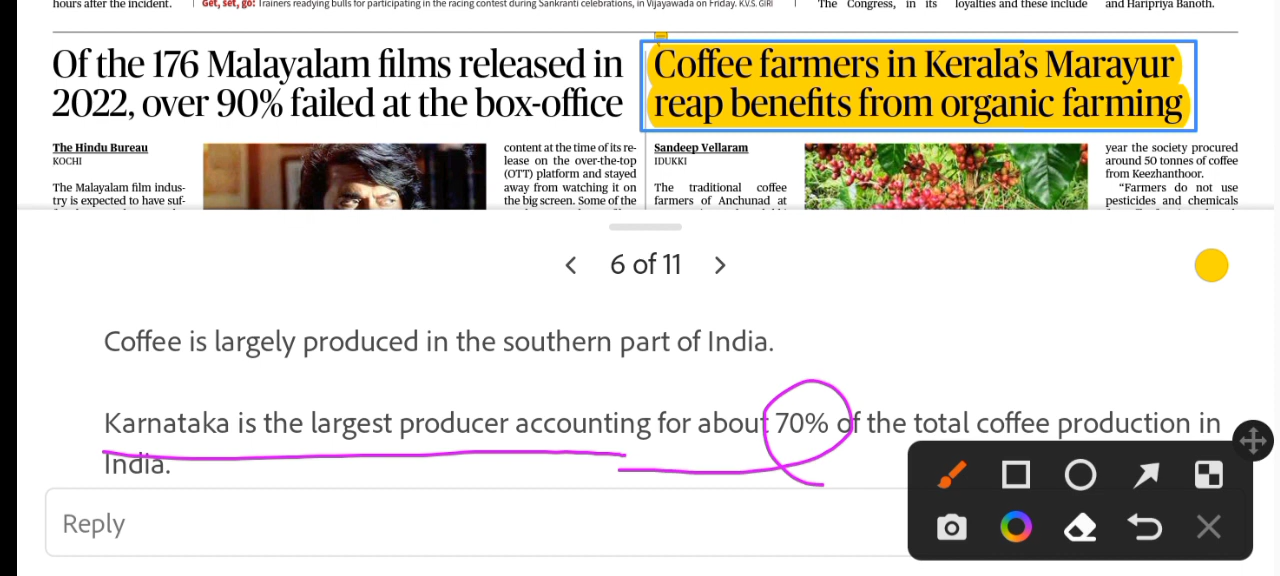 hours after the incident.
Get, set, go! Trainers readying bulls for participating in the racing contest during Sankranti celebrations, in Vijayawada on Friday. K.V.S. GIRI
The Congress, in its
loyalties and these include
and Haripriya Banoth.
Of the 176 Malayalam films released in
2022, over 90% failed at the box-office
The Hindu Bureau
KOCHI
The Malayalam film indus-
try is expected to have suf-
content at the time of its re-
lease on the over-the-top
(OTT) platform and stayed
away from watching it on
the big screen. Some of the
Coffee farmers in Kerala's Marayur
reap benefits from organic farming
Sandeep Vellaram
IDUKKI
The traditional coffee
farmers of Anchunad at
year the society procured
around 50 tonnes of coffee
from Keezhanthoor.
"Farmers do not use
pesticides and chemicals
6 of 11
Coffee is largely produced in the southern part of India.
Karnataka is the largest producer accounting for about 70% of the total coffee production in
India.
Reply